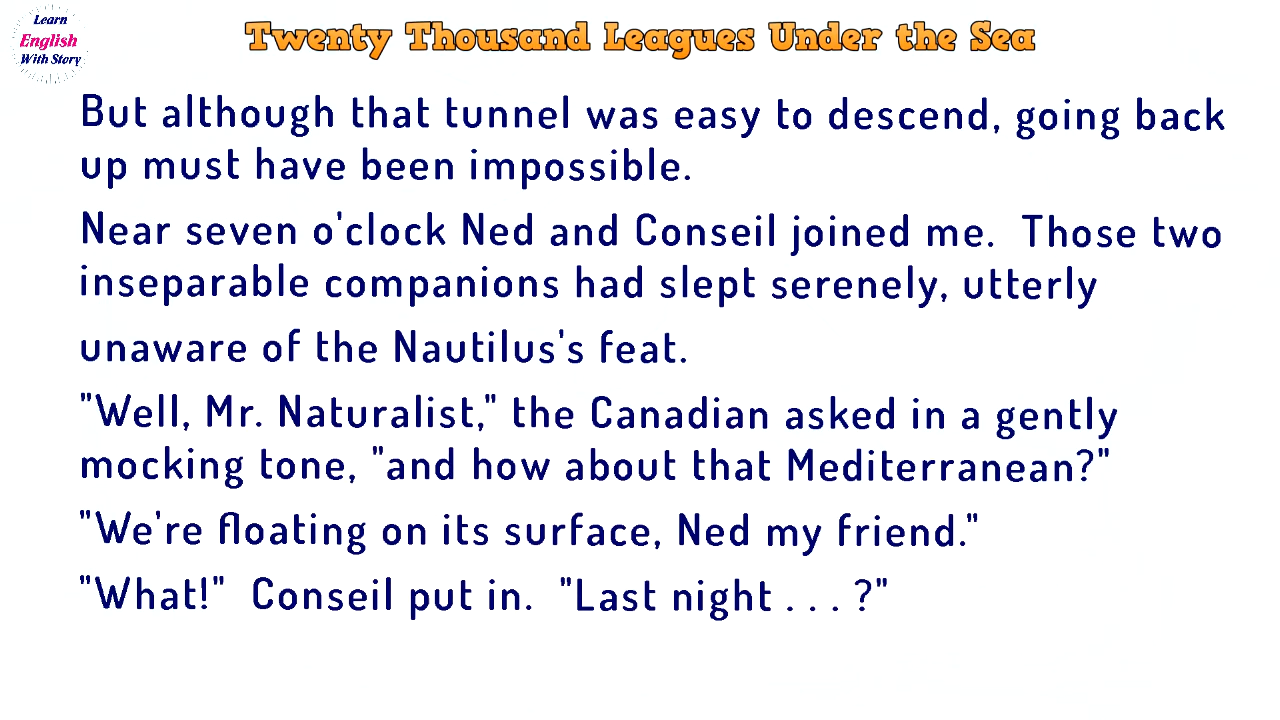 Learn
English
With Story
Twenty Thousand Leagues Under the Sea
But although that tunnel was easy to descend, going back
up must have been impossible.
Near seven o'clock Ned and Conseil joined me.  Those two
inseparable companions had slept serenely, utterly
unaware of the Nautilus's feat.
"Well, Mr. Naturalist," the Canadian asked in a gently
mocking tone, "and how about that Mediterranean?"
"We're floating on its surface, Ned my friend."
"What!"  Conseil put in.  "Last night . . . ?"